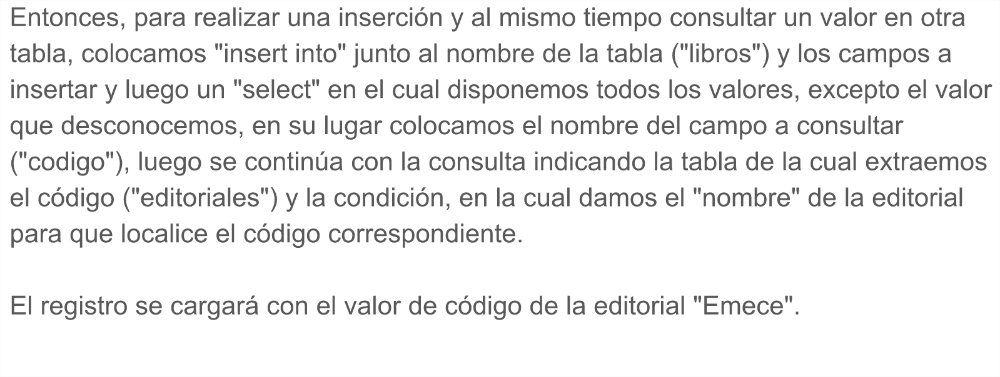 Entonces, para realizar una inserción y al mismo tiempo consultar un valor en otra
tabla, colocamos "insert into" junto al nombre de la tabla ("libros") y los campos a
insertar y luego un "select" en el cual disponemos todos los valores, excepto el valor
que desconocemos, en su lugar colocamos el nombre del campo a consultar
("codigo"), luego se continúa con la consulta indicando la tabla de la cual extraemos
el código ("editoriales") y la condición, en la cual damos el "nombre" de la editorial
para que localice el código correspondiente.
El registro se cargará con el valor de código de la editorial "Emece".